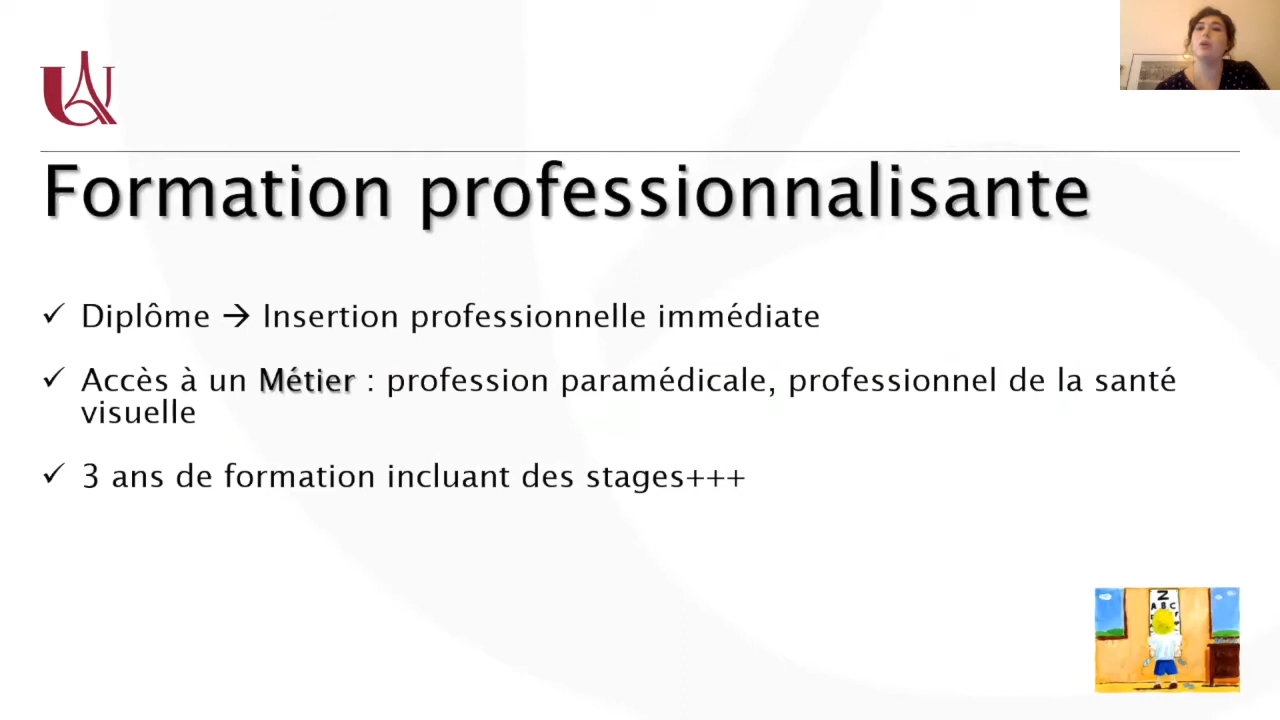 Formation professionnalisante
✓ Diplôme → Insertion professionnelle immédiate
✓ Accès à un Métier : profession paramédicale, professionnel de la santé
visuelle
✓ 3 ans de formation incluant des stages+++
Z
A B C